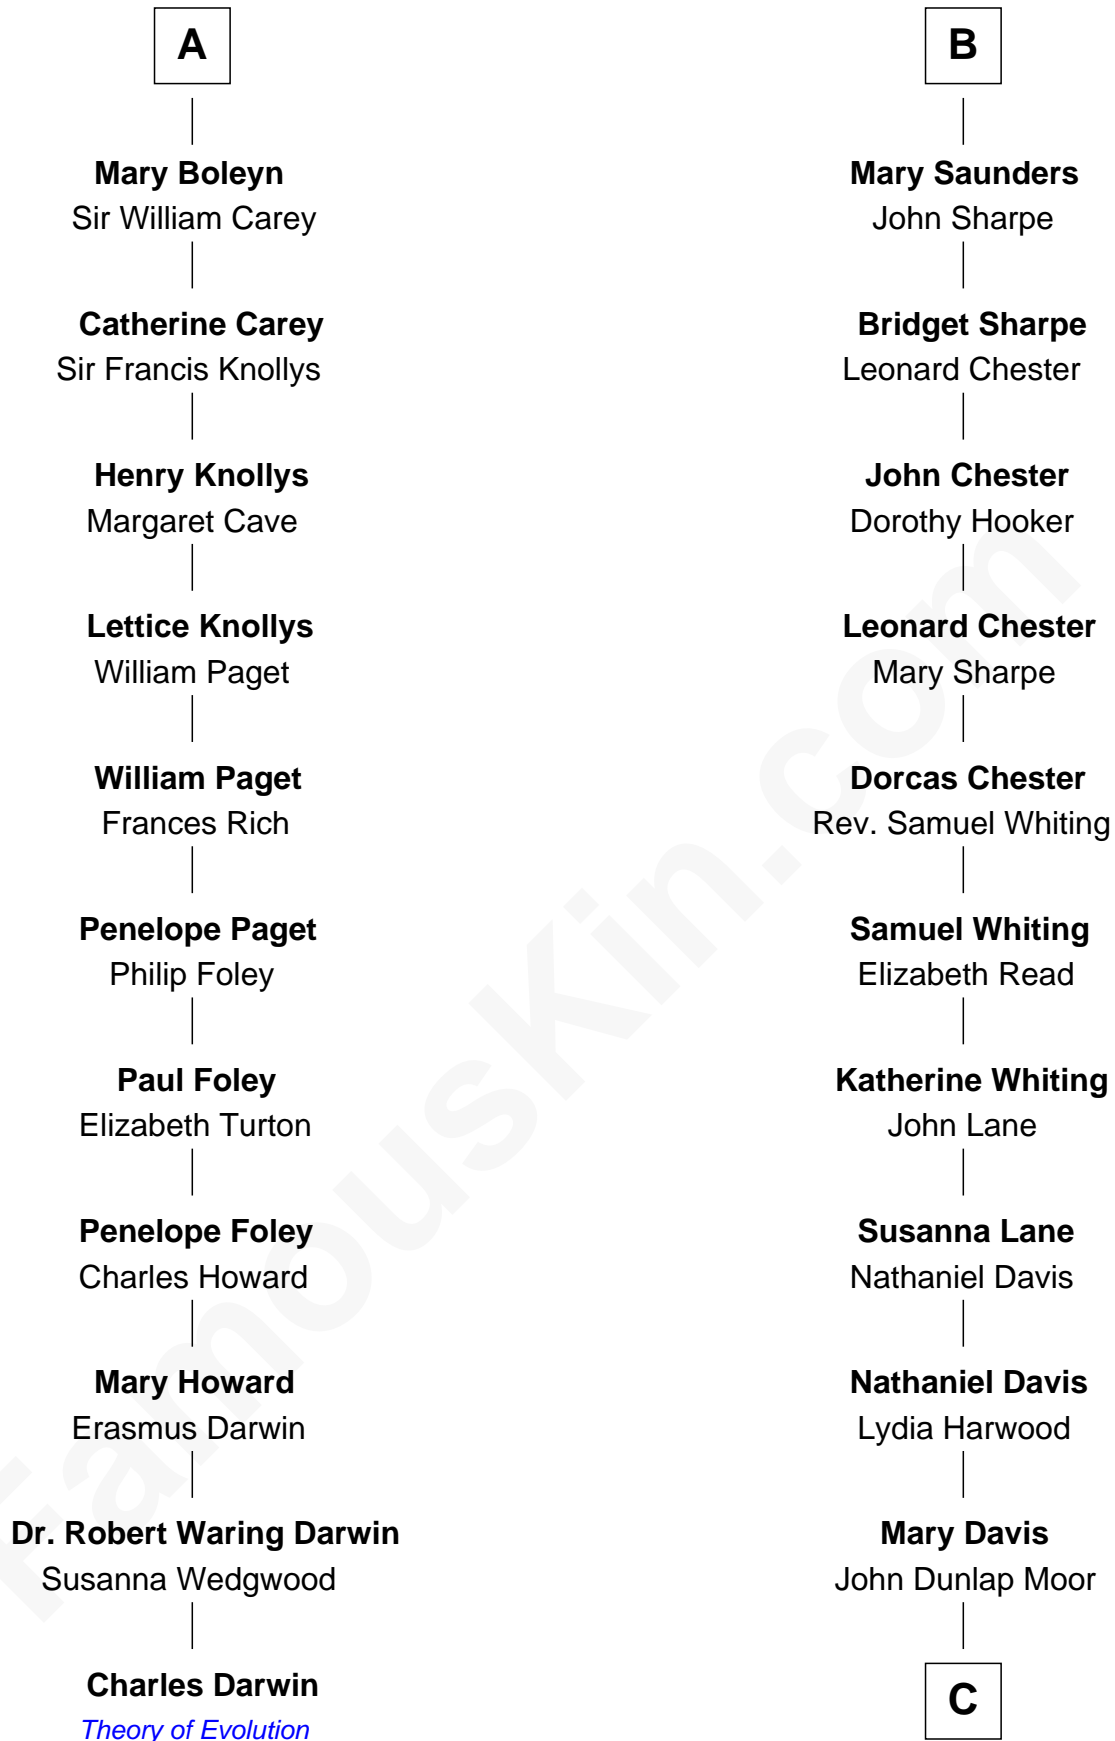 A
Mary Boleyn
Sir William Carey
Catherine Carey
Sir Francis Knollys
Henry Knollys
Margaret Cave
Lettice Knollys
William Paget
William Paget
Frances Rich
Penelope Paget
Philip Foley
Paul Foley
Elizabeth Turton
Penelope Foley
Charles Howard
Mary Howard
Erasmus Darwin
Dr. Robert Waring Darwin
Susanna Wedgwood
Charles Darwin
Theory of Evolution
B
Mary Saunders
John Sharpe
Bridget Sharpe
Leonard Chester
John Chester
Dorothy Hooker
Leonard Chester
Mary Sharpe
Dorcas Chester
Rev. Samuel Whiting
Samuel Whiting
Elizabeth Read
Katherine Whiting
John Lane
Susanna Lane
Nathaniel Davis
Nathaniel Davis
Lydia Harwood
Mary Davis
John Dunlap Moor
C
FamousKin.com